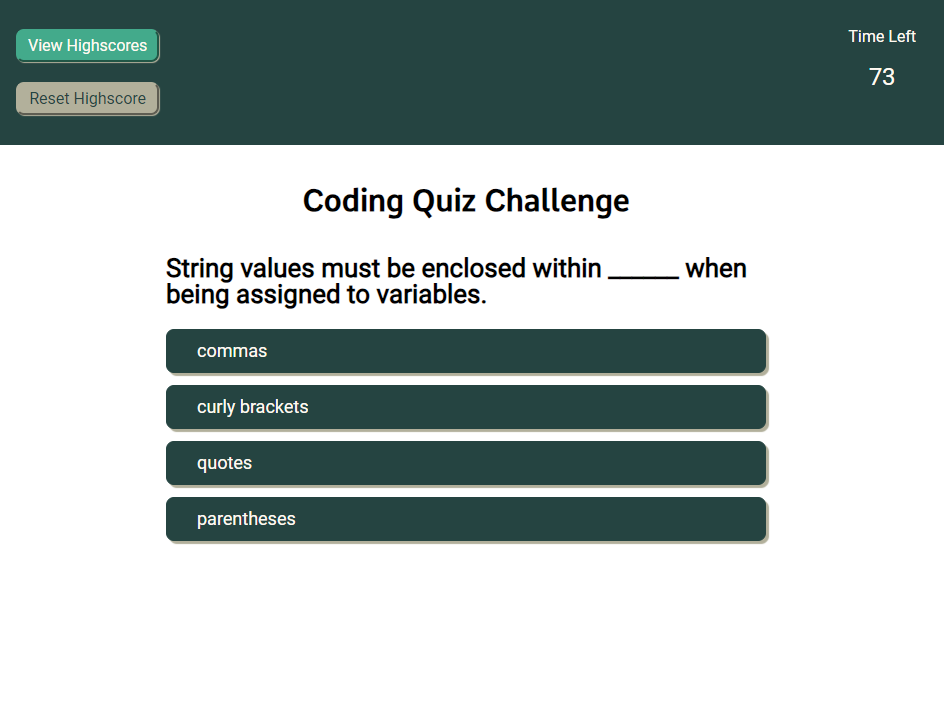 View Highscores
Time Left
73
Reset Highscore
Coding Quiz Challenge
String values must be enclosed within ______ when
being assigned to variables.
commas
curly brackets
quotes
parentheses